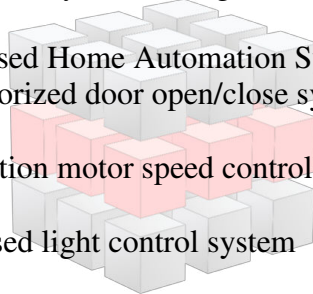 sed Home Automation S
orized door open/close sy
tion motor speed control
sed light control system